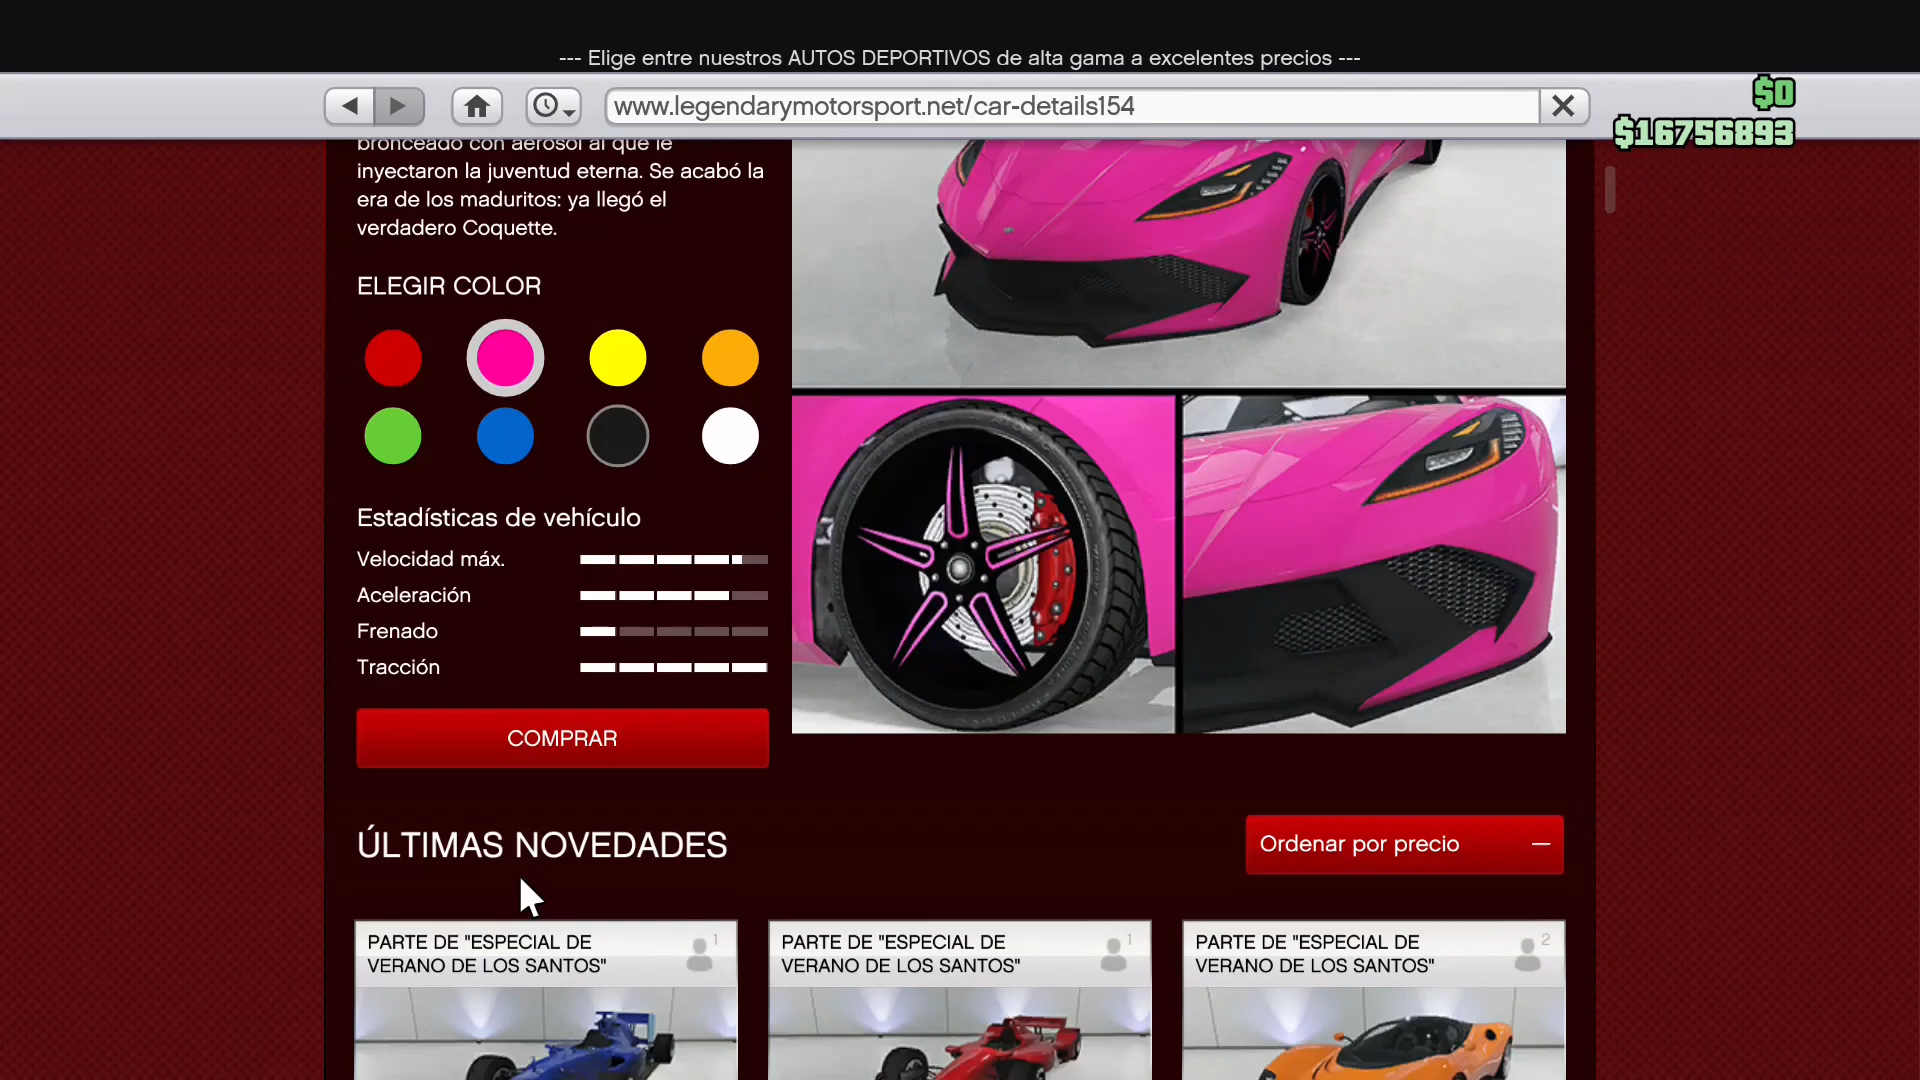 --- Elige entre nuestros AUTOS DEPORTIVOS de alta gama a excelentes precios ---
www.legendarymotorsport.net/car-details154
$0
$16756893
bronceado con aerosol al que le
inyectaron la juventud eterna. Se acabó la
era de los maduritos: ya llegó el
verdadero Coquette.
ELEGIR COLOR
Estadísticas de vehículo
Velocidad máx.
Aceleración
Frenado
Tracción
COMPRAR
ÚLTIMAS NOVEDADES
Ordenar por precio
PARTE DE "ESPECIAL DE
VERANO DE LOS SANTOS"
1
PARTE DE "ESPECIAL DE
VERANO DE LOS SANTOS"
1
PARTE DE "ESPECIAL DE
VERANO DE LOS SANTOS"
2